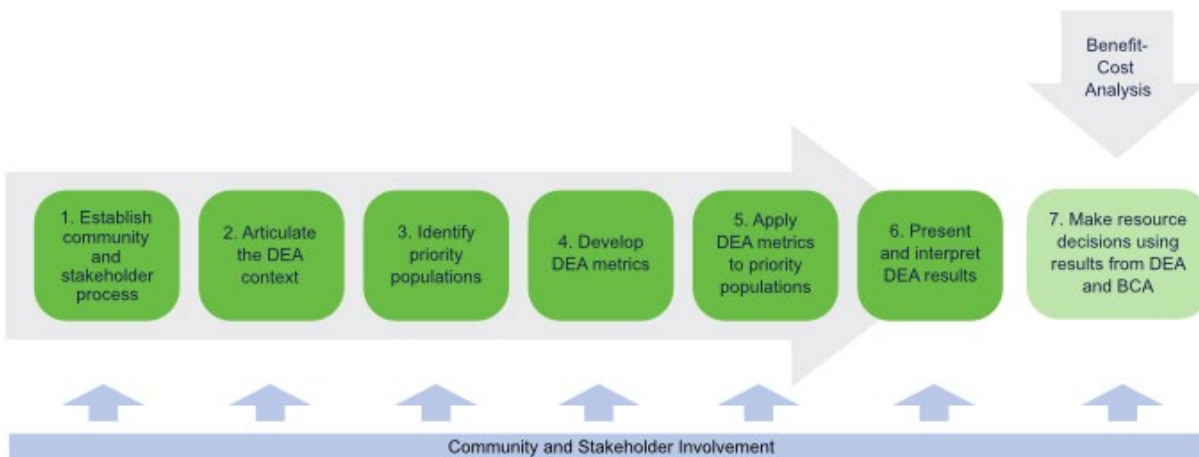 Benefit-
Cost
Analysis
1. Establish
community
and
stakeholder
process
2. Articulate
the DEA
context
3. Identify
priority
populations
4. Develop
DEA metrics
5. Apply
DEA metrics
to priority
populations
6. Present
and interpret
DEA results
7. Make resource
decisions using
results from DEA
and BCA
Community and Stakeholder Involvement